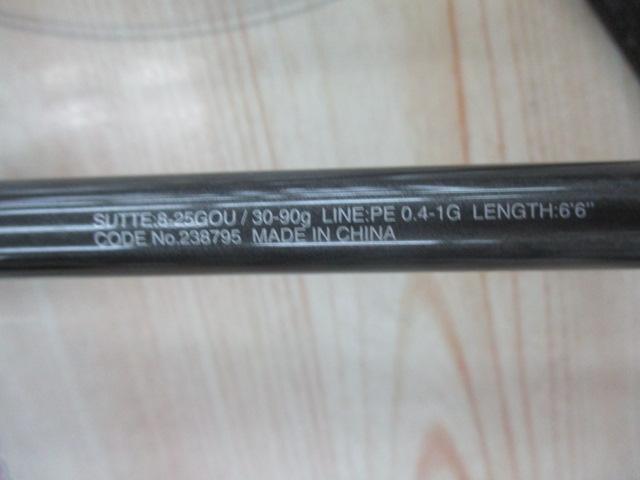 SUTTE:8-25GOU / 30-90g LINE:PE 0.4-1G LENGTH:6'6"
CODE No.238795 MADE IN CHINA